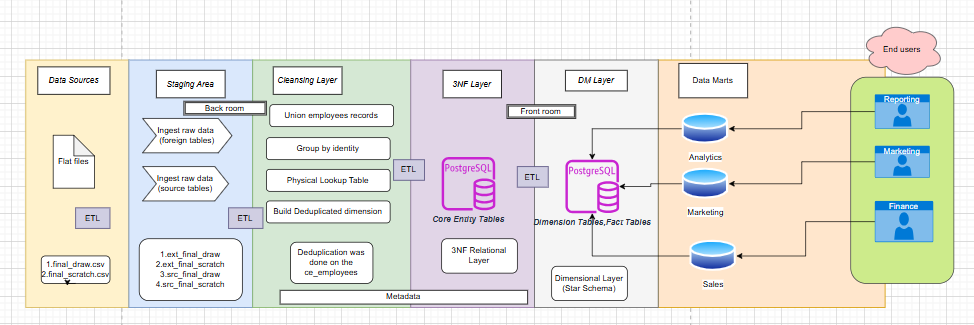 End users
Data Sources
Staging Area
Cleansing Layer
3NF Layer
DM Layer
Data Marts
Back room
Front room
Reporting
Marketing
Finance
Flat files
ETL
1.final_draw.csv
2.final_scratch.csv
Ingest raw data
(foreign tables)
Ingest raw data
(source tables)
ETL
1.ext_final_draw
2.ext_final_scratch
3.src_final_draw
4.src_final_scratch
Union employees records
Group by identity
Physical Lookup Table
Build Deduplicated dimension
Deduplication was
done on the
ce_employees
Metadata
ETL
PostgreSQL
Core Entity Tables
3NF Relational
Layer
ETL
PostgreSQL
Dimension Tables,Fact Tables
Dimensional Layer
(Star Schema)
Analytics
Marketing
Sales